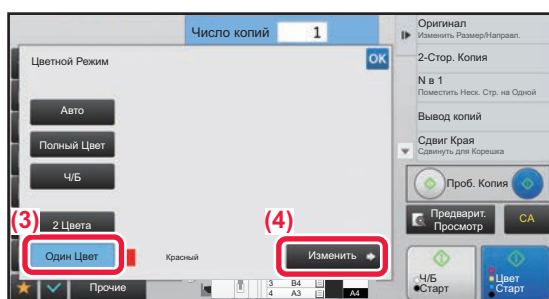 Число копий 1
Цветной Режим
OK
Авто
Полный Цвет
Ч/Б
(3)
2 Цвета
Один Цвет
Красный
(4)
Изменить
Прочие
3 B4
4 A3
A4
Оригинал
Изменить Размер/Направл.
2-Стор. Копия
N в 1
Поместить Неск. Стр. на Одной
Вывод копий
Сдвиг Края
Сдвинуть для Корешка
Проб. Копия
Предварит.
Просмотр
CA
Ч/Б
Старт
Цвет
Старт